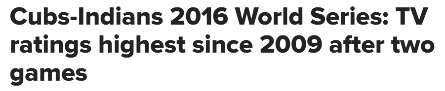 Cubs-Indians 2016 World Series: TV
ratings highest since 2009 after two
games